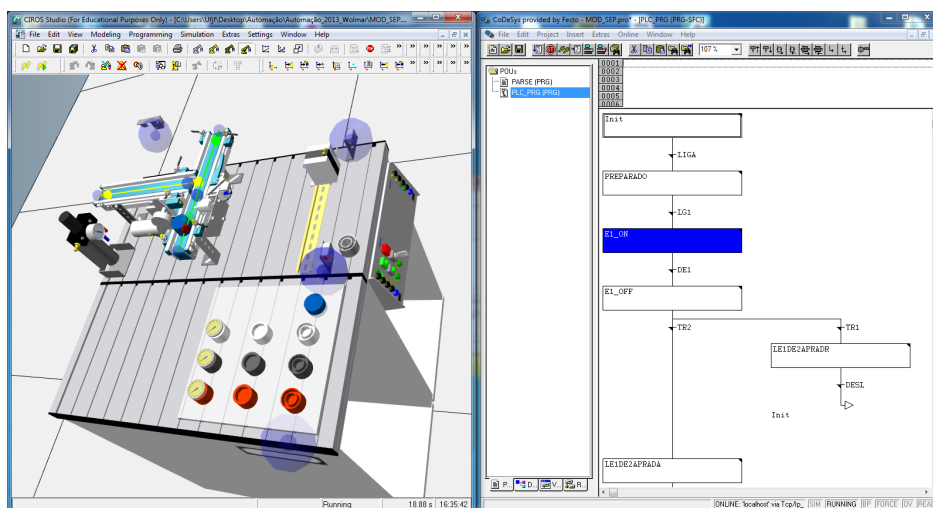 CIROS Studio (For Educational Purposes Only) - [C:\Users\Ufjf\Desktop\Automação\Automação_2013_Wolmar\MOD_SEP....
File Edit View Modeling Programming Simulation Extras Settings Window Help
Running
18.88 s
16:35:42
CoDeSys provided by Festo - MOD_SEP.pro* - [PLC_PRG (PRG-SFC)]
File Edit Project Insert Extras Online Window Help
107 %
POUs
PARSE (PRG)
PLC_PRG (PRG)
P...
D...
V...
R...
0001
0002
0003
0004
0005
0006
Init
LIGA
PREPARADO
LG1
E1_ON
DE1
E1_OFF
TR2
TR1
LE1DE2APRADR
DESL
Init
LE1DE2APRADA
ONLINE: 'localhost' via Tcp/Ip_
SIM
RUNNING
BP
FORCE
OV
READ